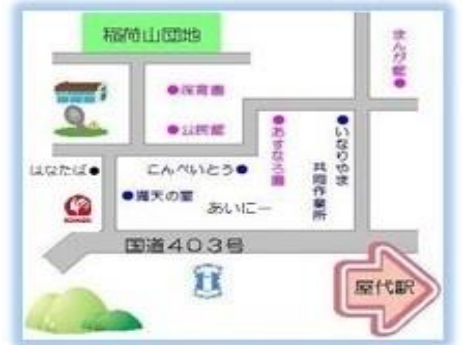 稲荷山団地
まんが館
保育園
公民館
あすなろ園
いなりやま
共同作業所
はなたば
こんぺいとう
満天の里
あいにー
国道403号
屋代駅